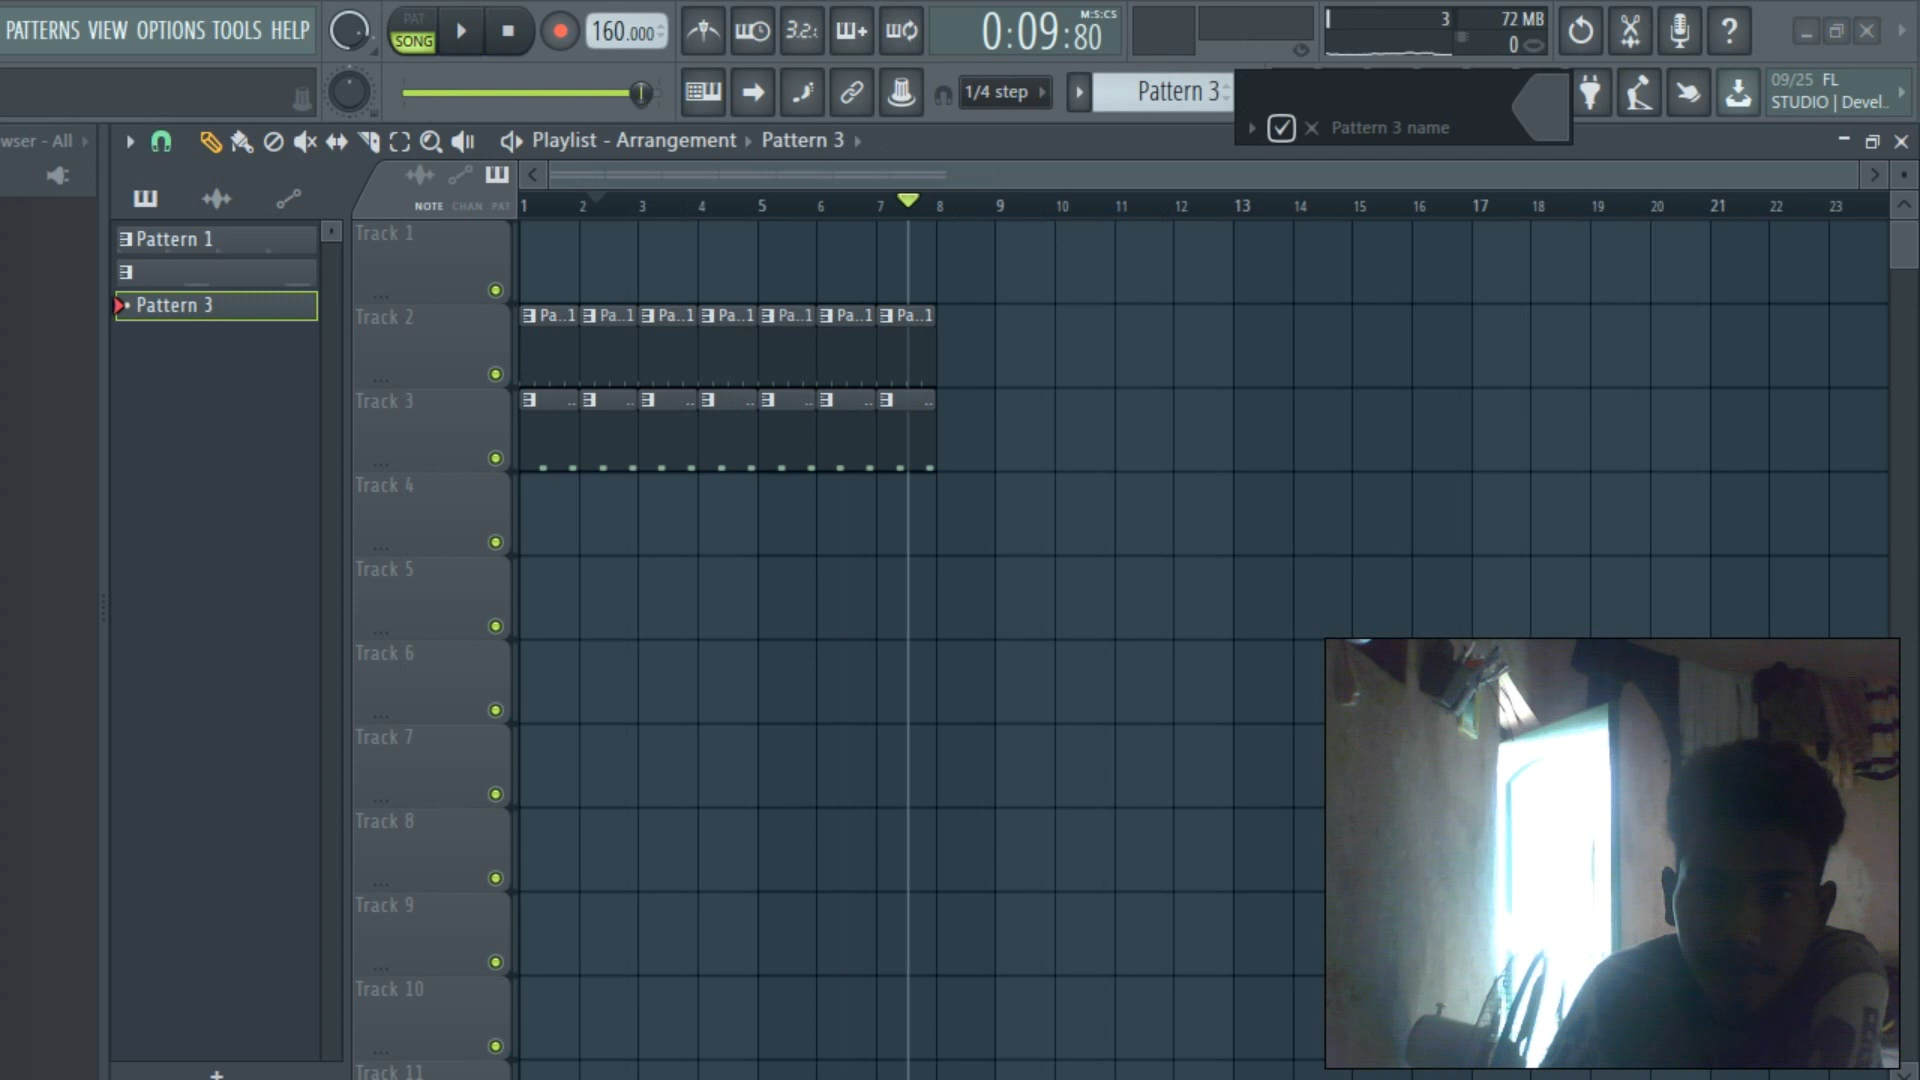 PATTERNS VIEW OPTIONS TOOLS HELP
PAT
SONG
160.000
3.2.
M:S:CS
0:09:80
3
72 MB
0
?
1/4 step
Pattern 3
Pattern 3 name
09/25 FL
STUDIO | Devel..
wser - All
Playlist - Arrangement
Pattern 3
NOTE CHAN PAT
1 2 3 4 5 6 7 8 9 10 11 12 13 14 15 16 17 18 19 20 21 22 23
Pattern 1
Pattern 3
Track 1
Track 2
Pa..1 Pa..1 Pa..1 Pa..1 Pa..1 Pa..1 Pa..1
Track 3
Track 4
Track 5
Track 6
Track 7
Track 8
Track 9
Track 10
Track 11